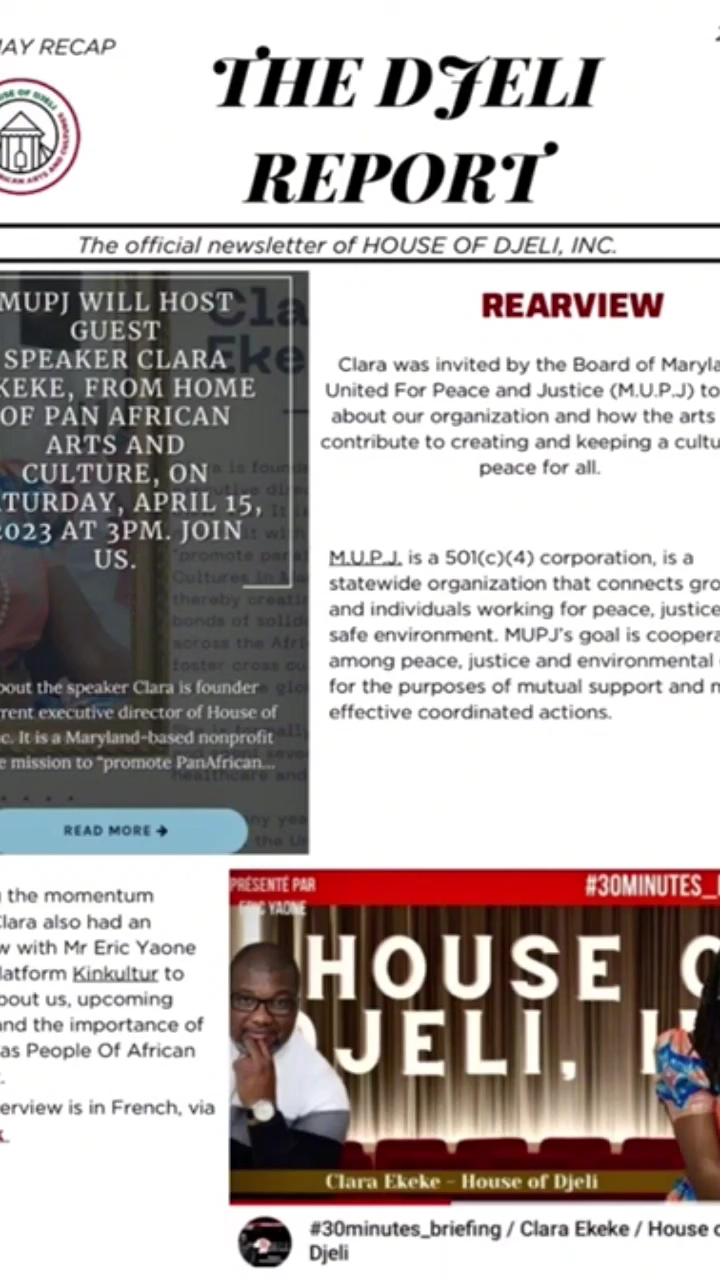 MAY RECAP
THE DJELI
REPORT
The official newsletter of HOUSE OF DJELI, INC.
MUPJ WILL HOST
GUEST
SPEAKER CLARA
KEKE, FROM HOME
OF PAN AFRICAN
ARTS AND
CULTURE, ON
ATURDAY, APRIL 15,
2023 AT 3PM. JOIN
US.
bout the speaker Clara is founder
rrent executive director of House of
c. It is a Maryland-based nonprofit
e mission to "promote PanAfrican...
READ MORE →
REARVIEW
Clara was invited by the Board of Maryla
United For Peace and Justice (M.U.P.J) to
about our organization and how the arts
contribute to creating and keeping a cultu
peace for all.
M.U.P.J. is a 501(c)(4) corporation, is a
statewide organization that connects gro
and individuals working for peace, justice
safe environment. MUPJ's goal is coopera
among peace, justice and environmental
for the purposes of mutual support and m
effective coordinated actions.
the momentum
Clara also had an
w with Mr Eric Yaone
latform Kinkultur to
bout us, upcoming
and the importance of
as People Of African
erview is in French, via
PRÉSENTÉ PAR
ERIC YAONE
#30MINUTES_
HOUSE O
DJELI, I
Clara Ekeke - House of Djeli
#30minutes_briefing / Clara Ekeke / House o
Djeli